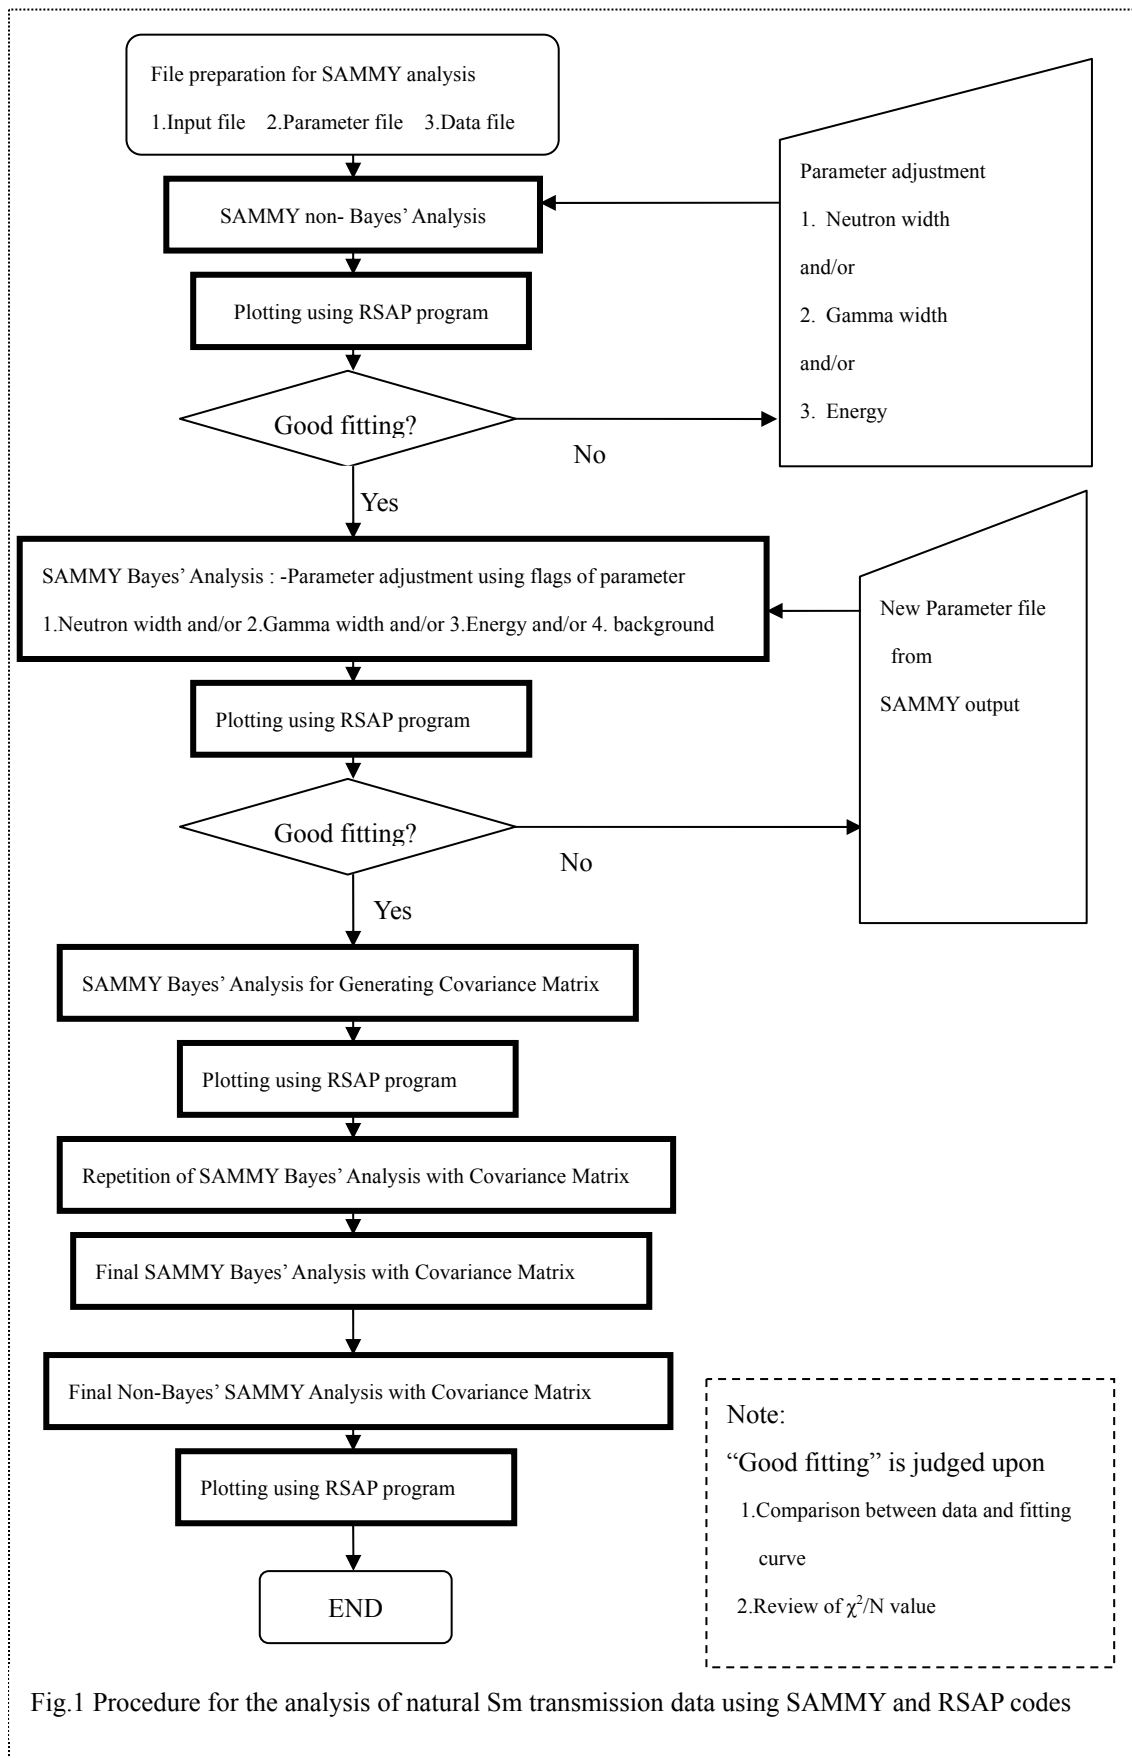 File preparation for SAMMY analysis
1.Input file 2.Parameter file 3.Data file
SAMMY non- Bayes’ Analysis
Plotting using RSAP program
Good fitting?
No
Parameter adjustment
1. Neutron width
and/or
2. Gamma width
and/or
3. Energy
Yes
SAMMY Bayes’ Analysis : -Parameter adjustment using flags of parameter
1.Neutron width and/or 2.Gamma width and/or 3.Energy and/or 4. background
Plotting using RSAP program
Good fitting?
No
New Parameter file
from
SAMMY output
Yes
SAMMY Bayes’ Analysis for Generating Covariance Matrix
Plotting using RSAP program
Repetition of SAMMY Bayes’ Analysis with Covariance Matrix
Final SAMMY Bayes’ Analysis with Covariance Matrix
Final Non-Bayes’ SAMMY Analysis with Covariance Matrix
Plotting using RSAP program
END
Note:
“Good fitting” is judged upon
1.Comparison between data and fitting
curve
2.Review of χ²/N value
Fig.1 Procedure for the analysis of natural Sm transmission data using SAMMY and RSAP codes